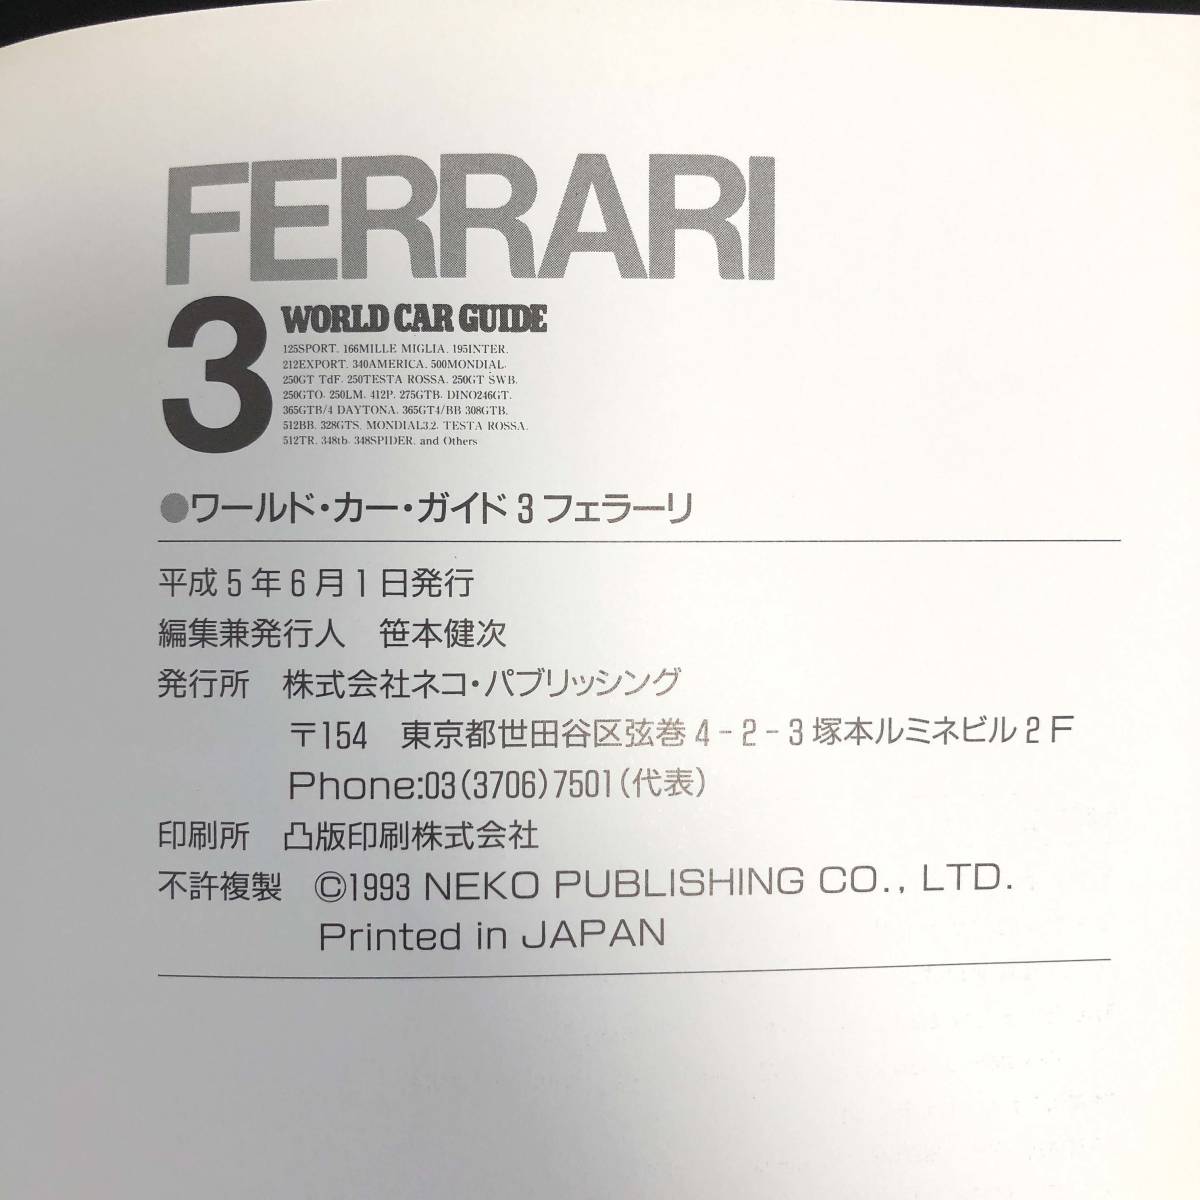 FERRARI
3
WORLD CAR GUIDE
125SPORT. 166MILLE MIGLIA. 195INTER.
212EXPORT. 340AMERICA. 500MONDIAL.
250GT TdF. 250TESTA ROSSA. 250GT SWB.
250GTO. 250LM. 412P. 275GTB. DINO246GT.
365GTB/4 DAYTONA. 365GT4/BB 308GTB.
512BB. 328GTS. MONDIAL3.2. TESTA ROSSA.
512TR. 348tb. 348SPIDER. and Others
●ワールド・カー・ガイド3フェラーリ
平成5年6月1日発行
編集兼発行人 笹本健次
発行所 株式会社ネコ・パブリッシング
〒154 東京都世田谷区弦巻4-2-3塚本ルミネビル2F
Phone:03(3706)7501(代表)
印刷所 凸版印刷株式会社
不許複製 ©1993 NEKO PUBLISHING CO., LTD.
Printed in JAPAN